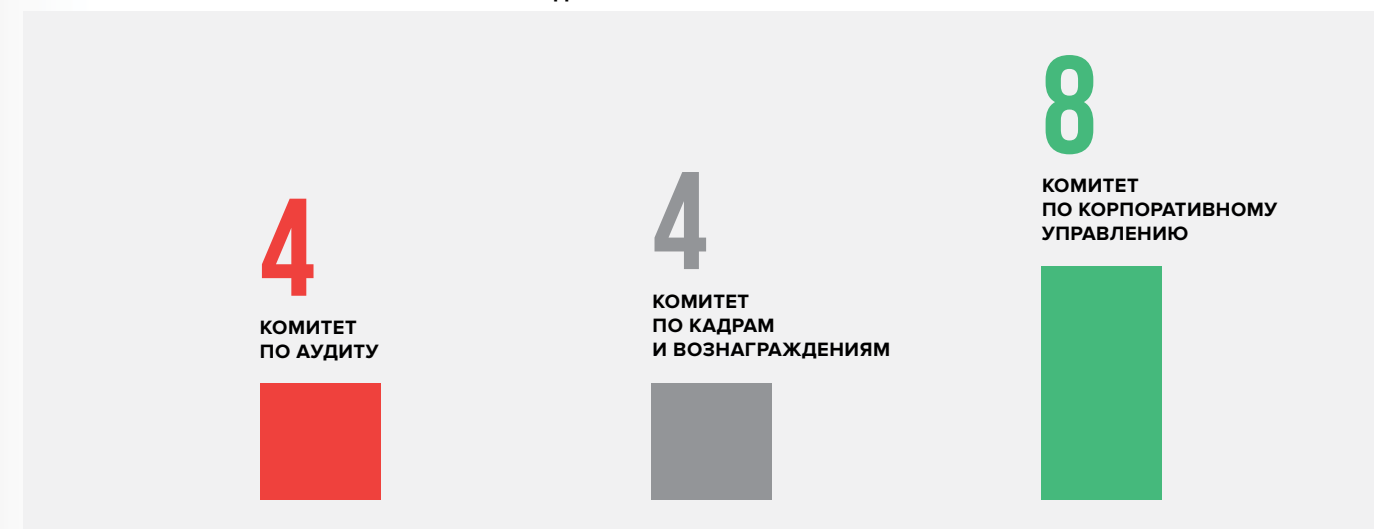 4
КОМИТЕТ
ПО АУДИТУ
4
КОМИТЕТ
ПО КАДРАМ
И ВОЗНАГРАЖДЕНИЯМ
8
КОМИТЕТ
ПО КОРПОРАТИВНОМУ
УПРАВЛЕНИЮ